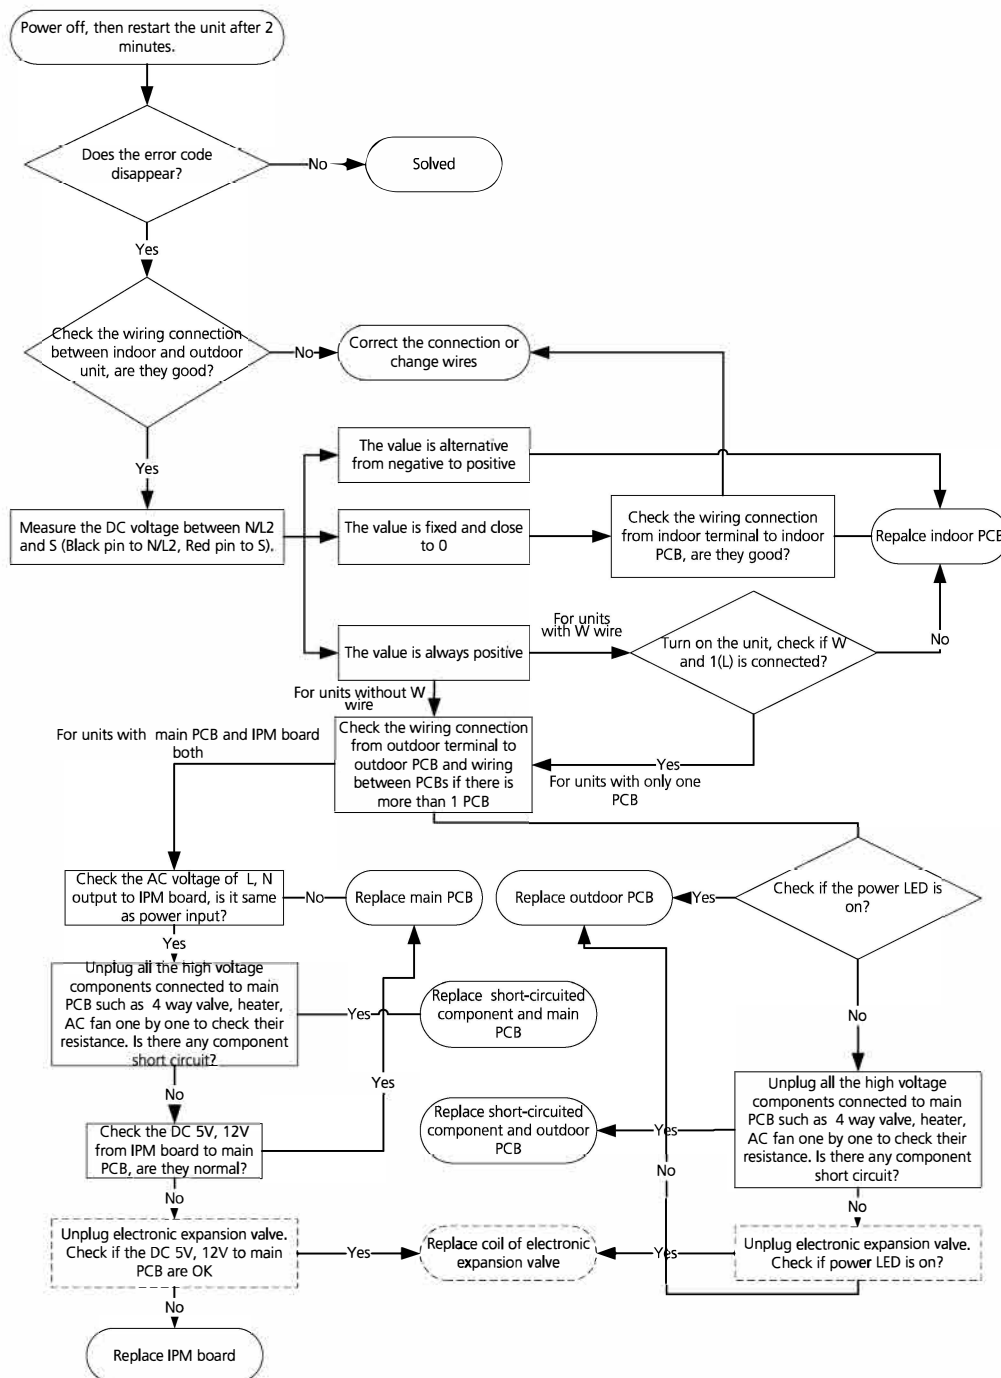 Power off, then restart the unit after 2
minutes.
Does the error code
disappear?
No
Solved
Yes
Check the wiring connection
between indoor and outdoor
unit, are they good?
No
Correct the connection or
change wires
Yes
The value is alternative
from negative to positive
Measure the DC voltage between N/L2
and S (Black pin to N/L2, Red pin to S).
The value is fixed and close
to 0
Check the wiring connection
from indoor terminal to indoor
PCB, are they good?
Repalce indoor PCB
The value is always positive
For units
with W wire
Turn on the unit, check if W
and 1(L) is connected?
No
For units without W
wire
For units with  main PCB and IPM board
both
Check the wiring connection
from outdoor terminal to
outdoor PCB and wiring
between PCBs if there is
more than 1 PCB
Yes
For units with only one
PCB
Check the AC voltage of  L, N
output to IPM board, is it same
as power input?
No
Replace main PCB
Replace outdoor PCB
Yes
Check if the power LED is
on?
Yes
Unplug all the high voltage
components connected to main
PCB such as  4 way valve, heater,
AC fan one by one to check their
resistance. Is there any component
short circuit?
Yes
Replace  short-circuited
component and main
PCB
No
No
Yes
Check the DC 5V, 12V
from IPM board to main
PCB, are they normal?
Replace short-circuited
component and outdoor
PCB
Yes
Unplug all the high voltage
components connected to main
PCB such as  4 way valve, heater,
AC fan one by one to check their
resistance. Is there any component
short circuit?
No
No
No
Unplug electronic expansion valve.
Check if the DC 5V, 12V to main
PCB are OK
Yes
Replace coil of electronic
expansion valve
Yes
Unplug electronic expansion valve.
Check if power LED is on?
No
Replace IPM board